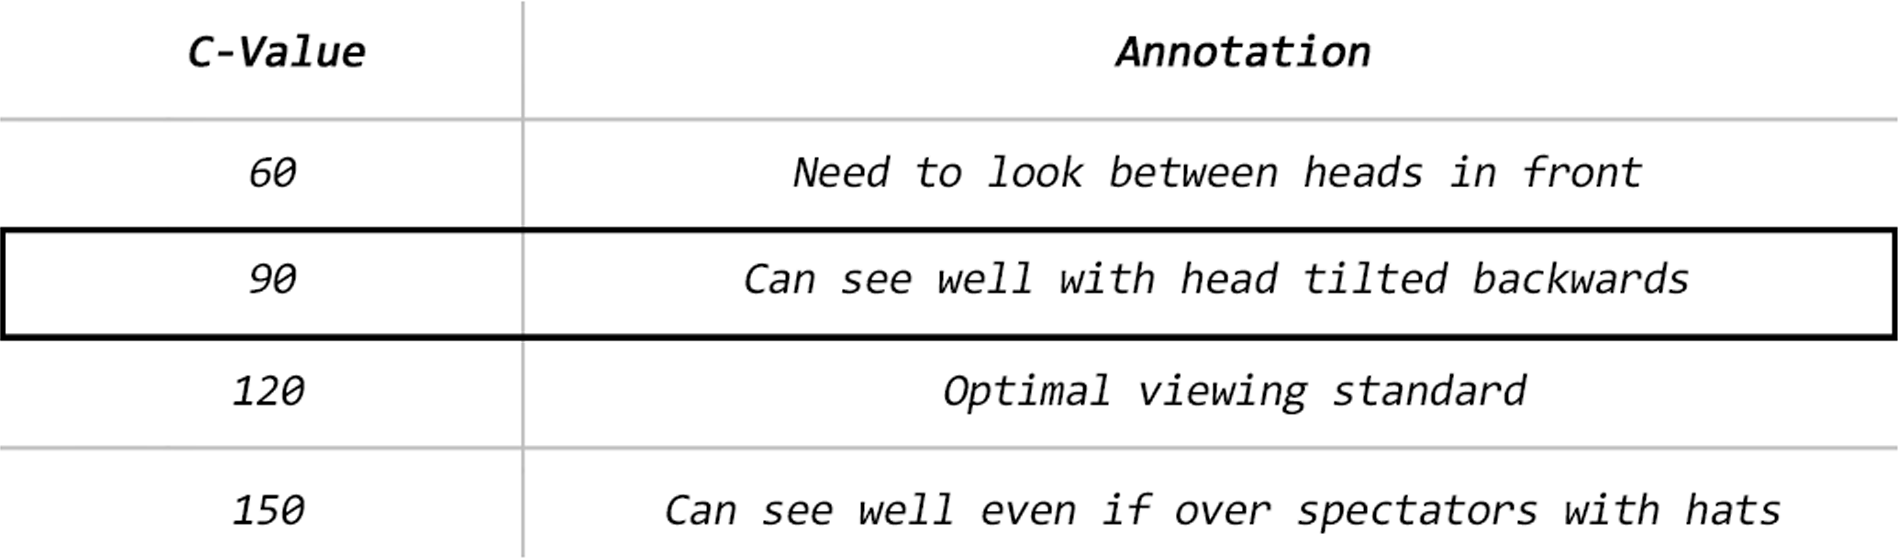 C-Value Annotation
60 Need to look between heads in front
90 Can see well with head tilted backwards
120 Optimal viewing standard
150 Can see well even if over spectators with hats